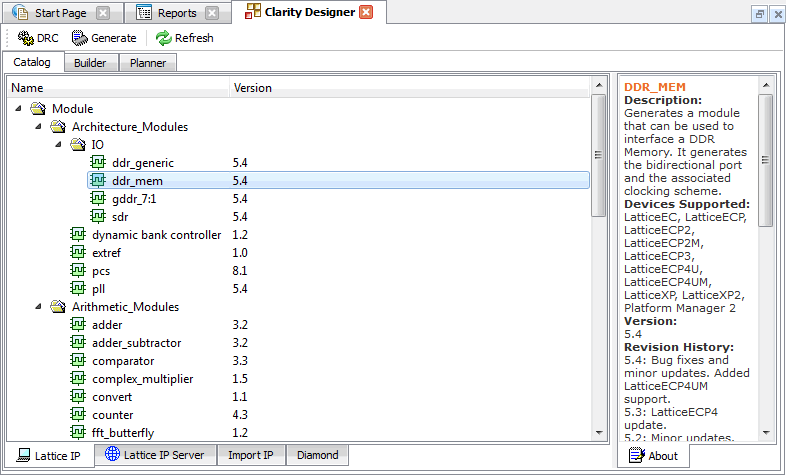 Start Page Reports Clarity Designer
DRC Generate Refresh
Catalog Builder Planner
Name Version
Module
Architecture_Modules
IO
ddr_generic 5.4
ddr_mem 5.4
gddr_7:1 5.4
sdr 5.4
dynamic bank controller 1.2
extref 1.0
pcs 8.1
pll 5.4
Arithmetic_Modules
adder 3.2
adder_subtractor 3.2
comparator 3.3
complex_multiplier 1.5
convert 1.1
counter 4.3
fft_butterfly 1.2
DDR_MEM
Description:
Generates a module
that can be used to
interface a DDR
Memory. It generates
the bidirectional port
and the associated
clocking scheme.
Devices Supported:
LatticeEC, LatticeECP,
LatticeECP2,
LatticeECP2M,
LatticeECP3,
LatticeECP4U,
LatticeECP4UM,
LatticeXP, LatticeXP2,
Platform Manager 2
Version:
5.4
Revision History:
5.4: Bug fixes and
minor updates. Added
LatticeECP4UM
support.
5.3: LatticeECP4
update.
5.2: Minor updates.
Lattice IP Lattice IP Server Import IP Diamond
About